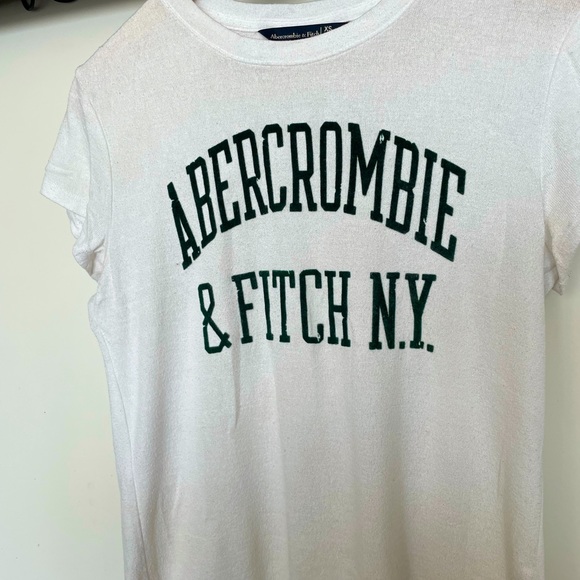 Abercrombie & Fitch
XS
ABERCROMBIE
& FITCH N.Y.